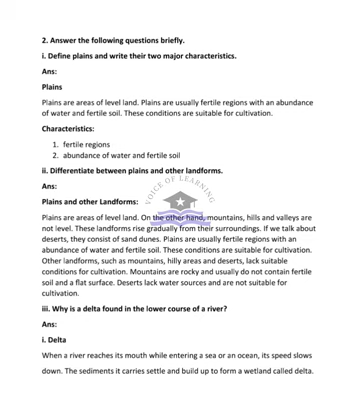 2. Answer the following questions briefly.
i. Define plains and write their two major characteristics.
Ans:
Plains
Plains are areas of level land. Plains are usually fertile regions with an abundance
of water and fertile soil. These conditions are suitable for cultivation.
Characteristics:
1. fertile regions
2. abundance of water and fertile soil
ii. Differentiate between plains and other landforms.
Ans:
VOICE OF LEARNING
Plains and other Landforms:
Plains are areas of level land. On the other hand, mountains, hills and valleys are
not level. These landforms rise gradually from their surroundings. If we talk about
deserts, they consist of sand dunes. Plains are usually fertile regions with an
abundance of water and fertile soil. These conditions are suitable for cultivation.
Other landforms, such as mountains, hilly areas and deserts, lack suitable
conditions for cultivation. Mountains are rocky and usually do not contain fertile
soil and a flat surface. Deserts lack water sources and are not suitable for
cultivation.
iii. Why is a delta found in the lower course of a river?
Ans:
i. Delta
When a river reaches its mouth while entering a sea or an ocean, its speed slows
down. The sediments it carries settle and build up to form a wetland called delta.